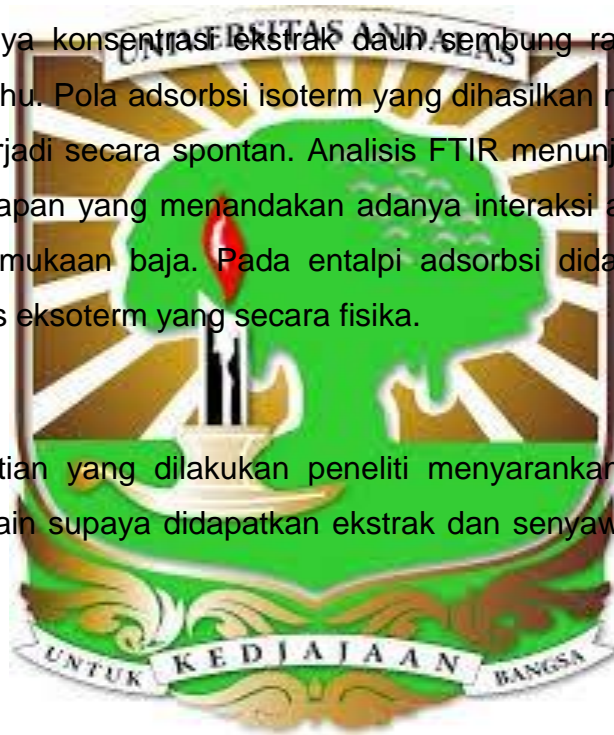 ya konsentrasi ekstrak daun sembung ra
UNIVERSITAS ANDALAS
hu. Pola adsorbsi isoterm yang dihasilkan
rjadi secara spontan. Analisis FTIR menunj
apan yang menandakan adanya interaksi a
mukaan baja. Pada entalpi adsorbsi dida
s eksoterm yang secara fisika.
tian yang dilakukan peneliti menyarankan
ain supaya didapatkan ekstrak dan senyaw
UNTUK KEDJAJAAN BANGSA